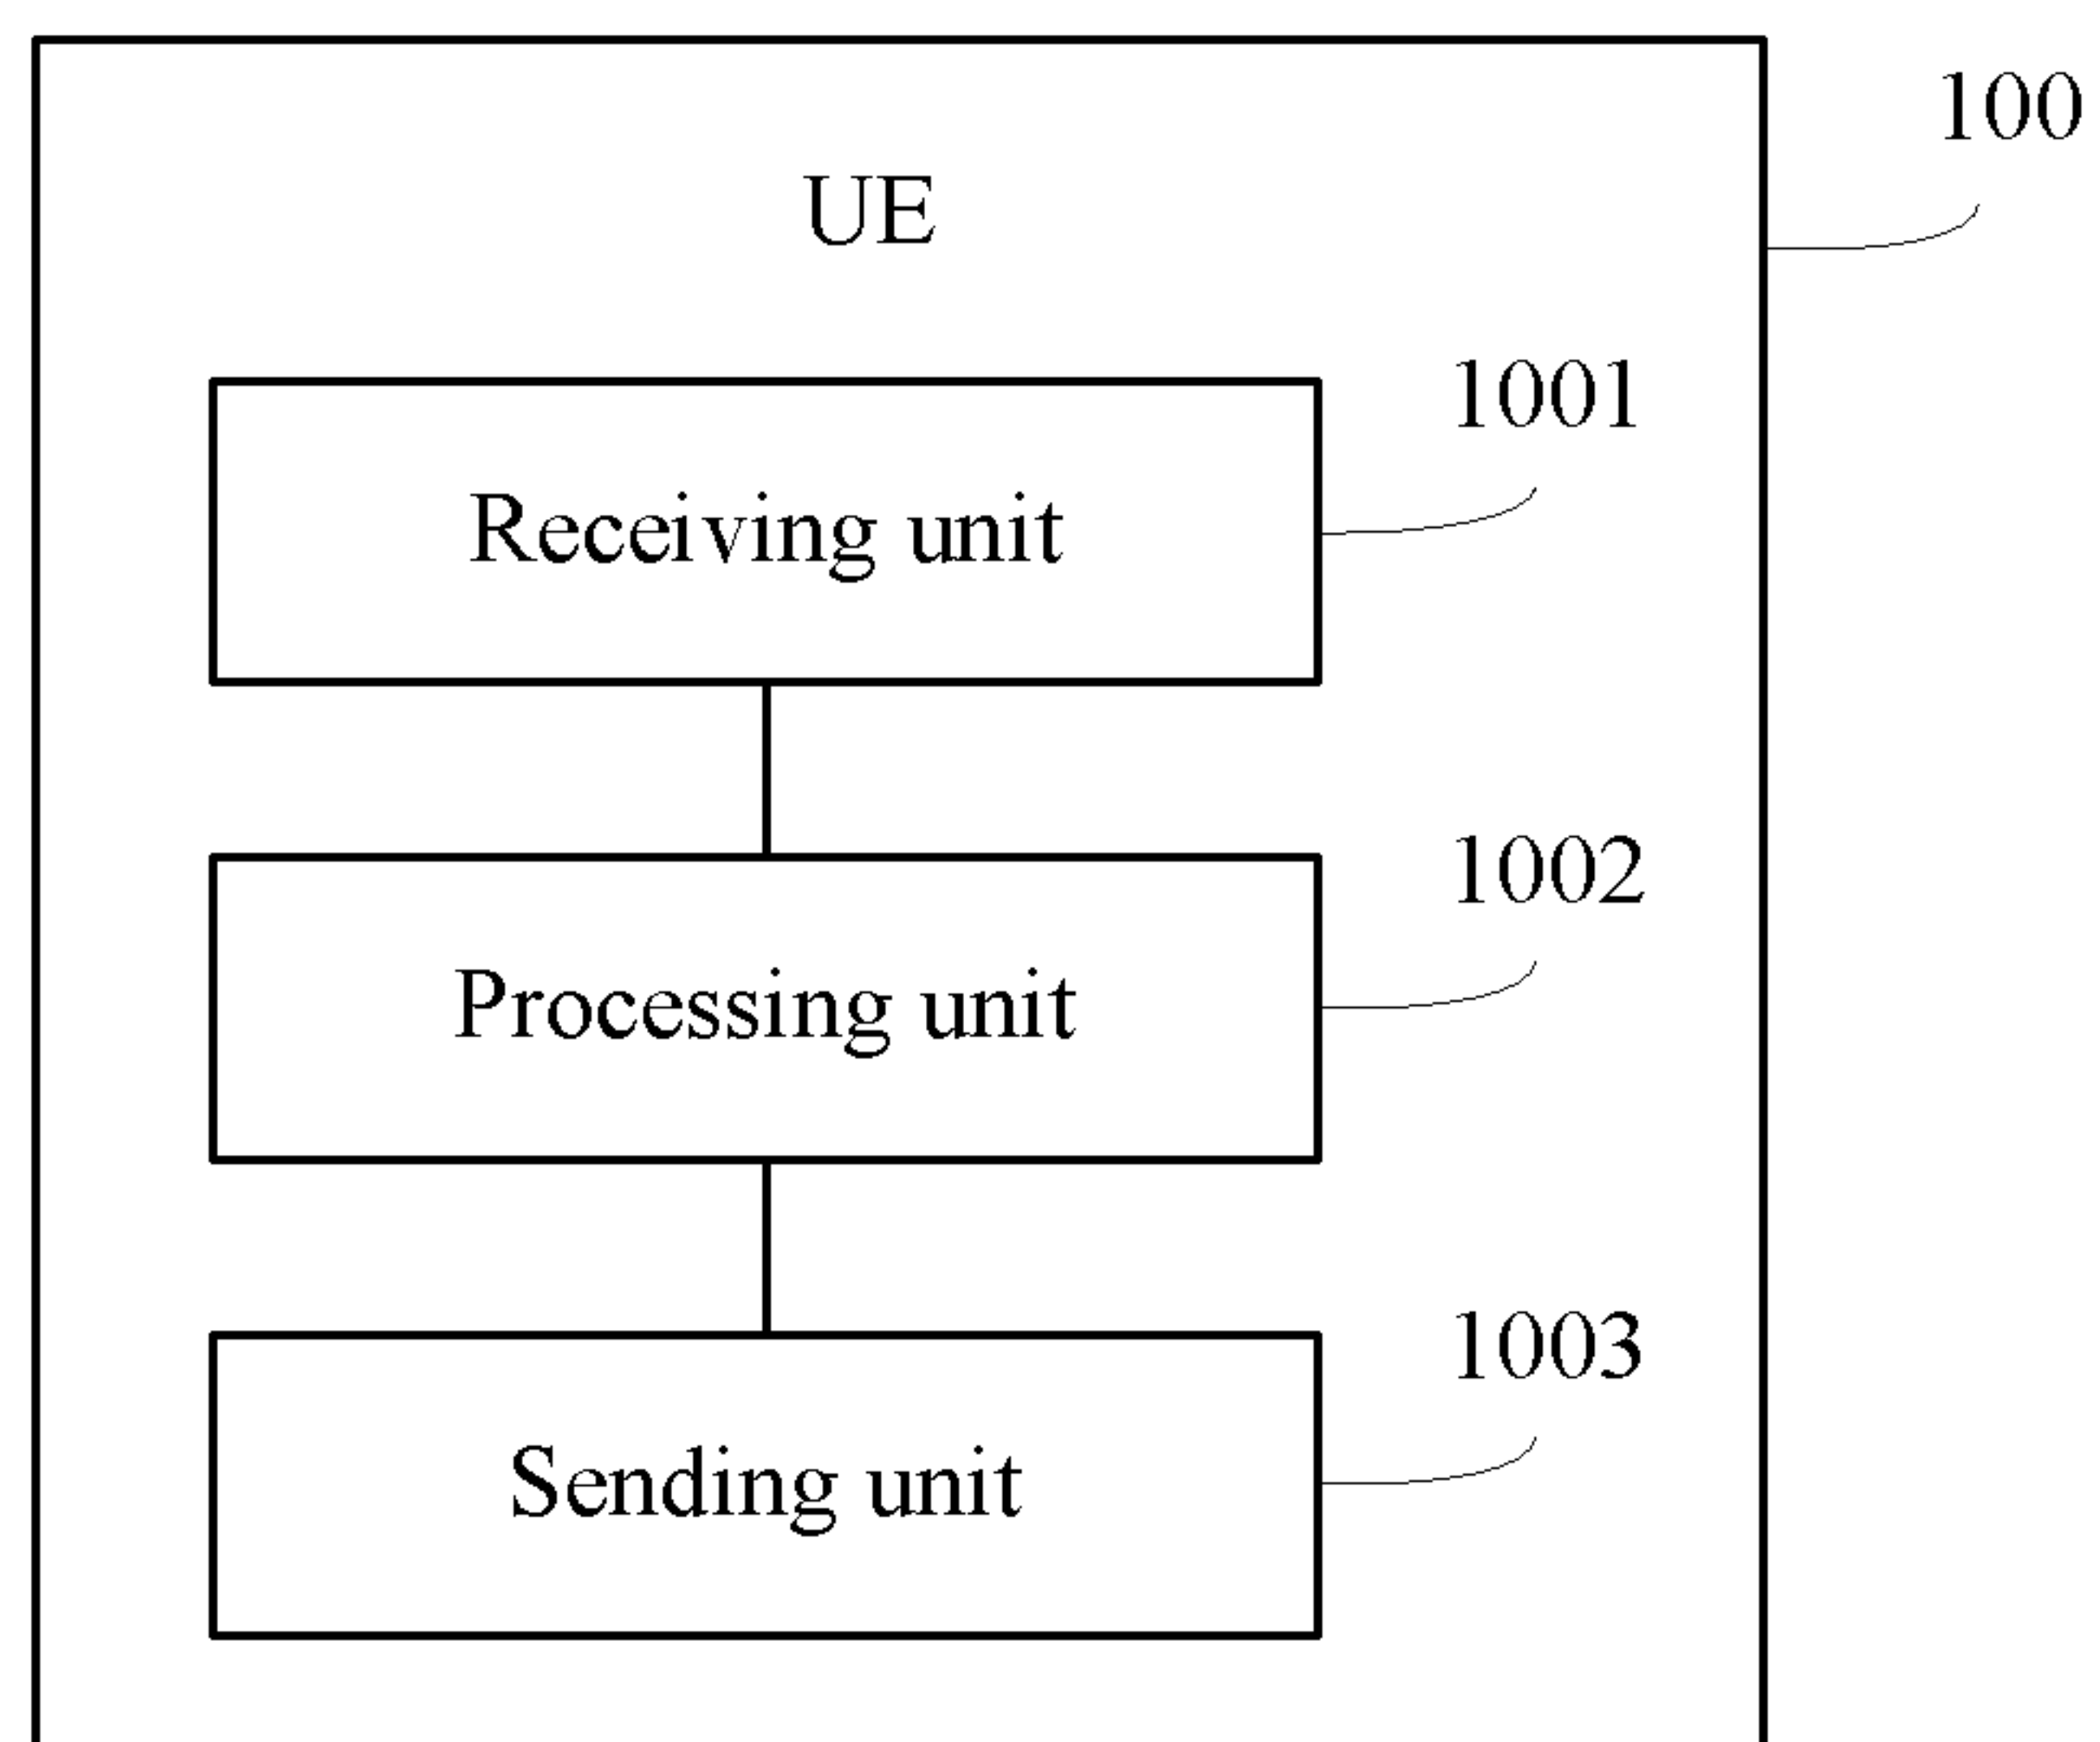 100
UE
1001
Receiving unit
1002
Processing unit
1003
Sending unit